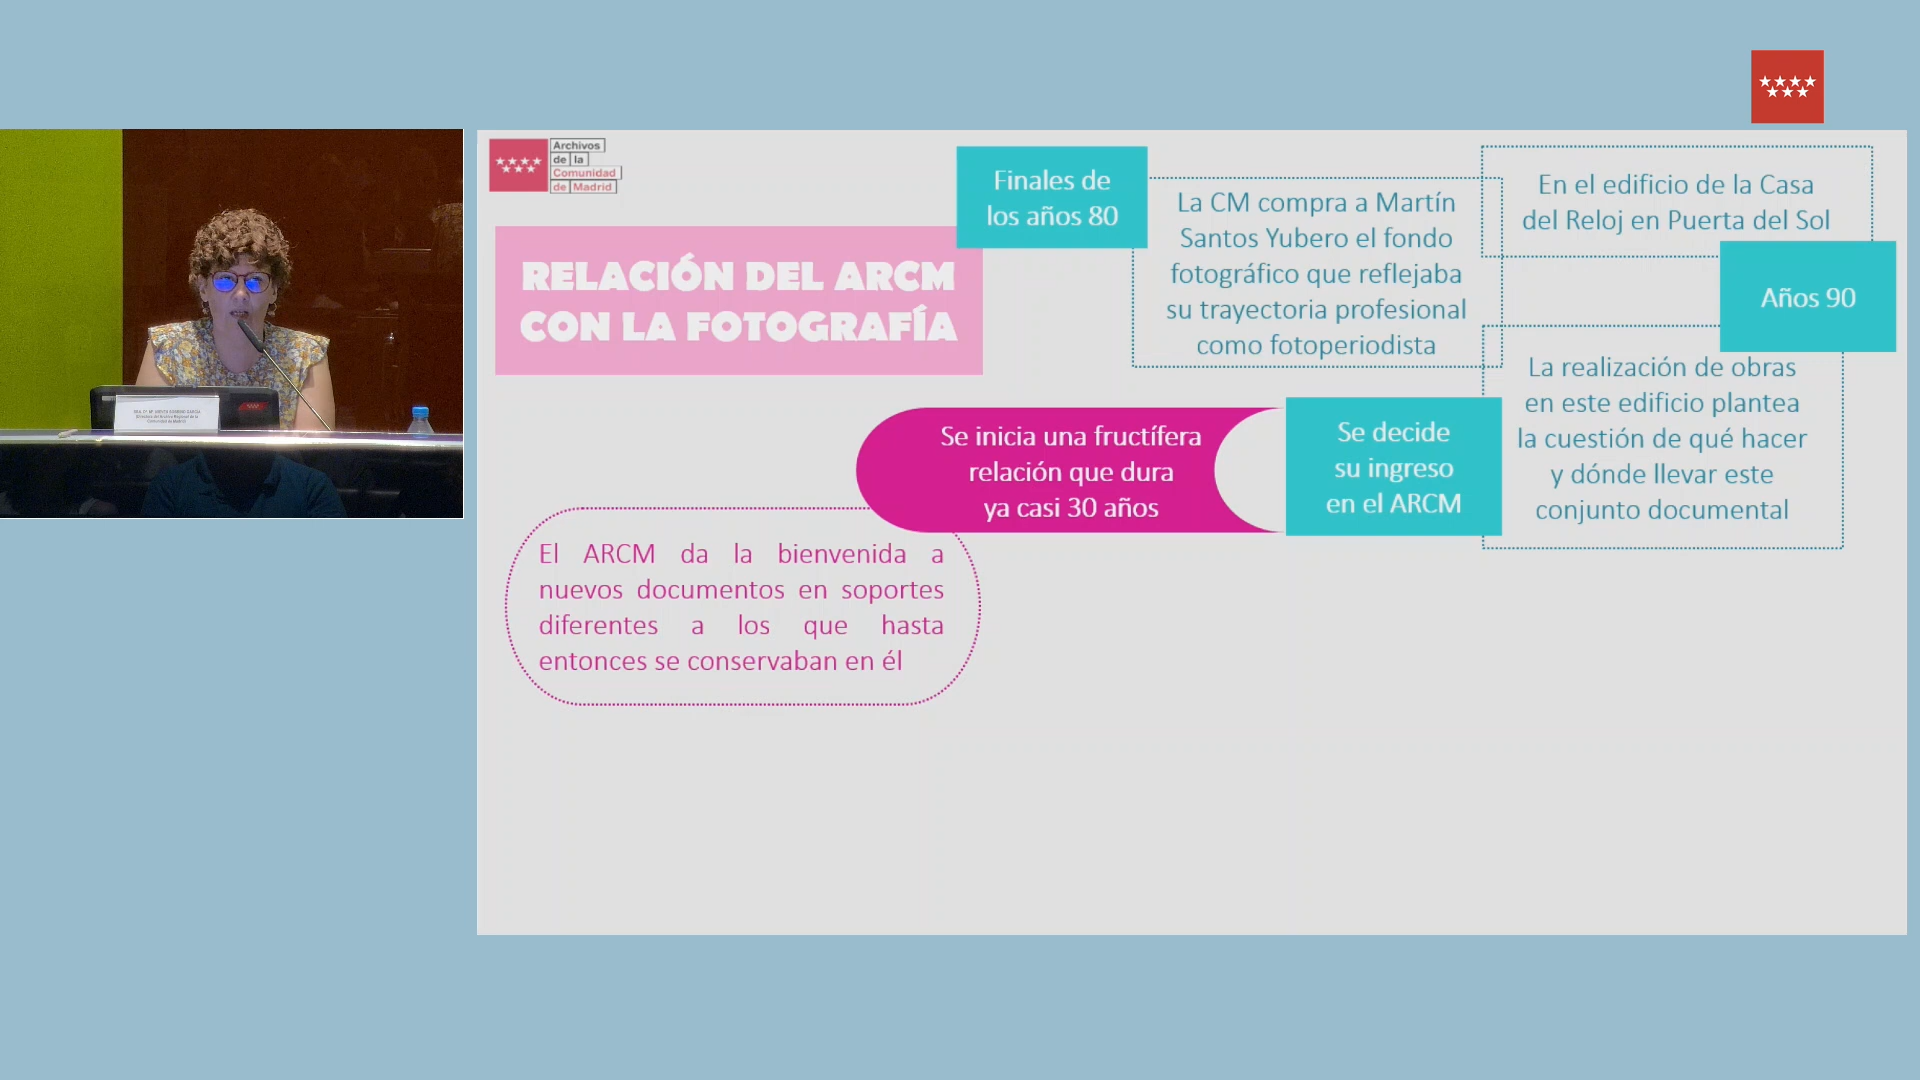 Archivos
de la
Comunidad
de Madrid
RELACIÓN DEL ARCM
CON LA FOTOGRAFÍA
Finales de
los años 80
La CM compra a Martín
Santos Yubero el fondo
fotográfico que reflejaba
su trayectoria profesional
como fotoperiodista
En el edificio de la Casa
del Reloj en Puerta del Sol
Años 90
La realización de obras
en este edificio plantea
la cuestión de qué hacer
y dónde llevar este
conjunto documental
Se decide
su ingreso
en el ARCM
Se inicia una fructífera
relación que dura
ya casi 30 años
El ARCM da la bienvenida a
nuevos documentos en soportes
diferentes a los que hasta
entonces se conservaban en él